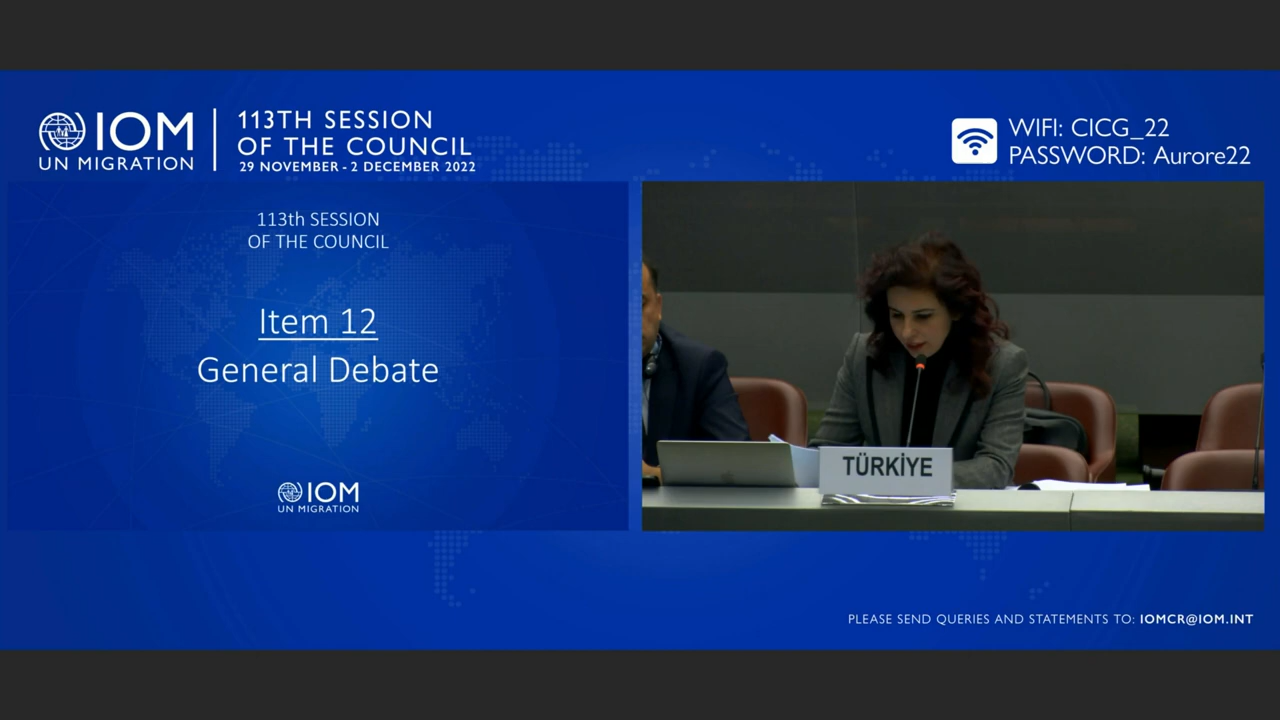 IOM
UN MIGRATION
113TH SESSION
OF THE COUNCIL
29 NOVEMBER - 2 DECEMBER 2022
WIFI: CICG_22
PASSWORD: Aurore22
113th SESSION
OF THE COUNCIL
Item 12
General Debate
IOM
UN MIGRATION
TÜRKİYE
PLEASE SEND QUERIES AND STATEMENTS TO: IOMCR@IOM.INT